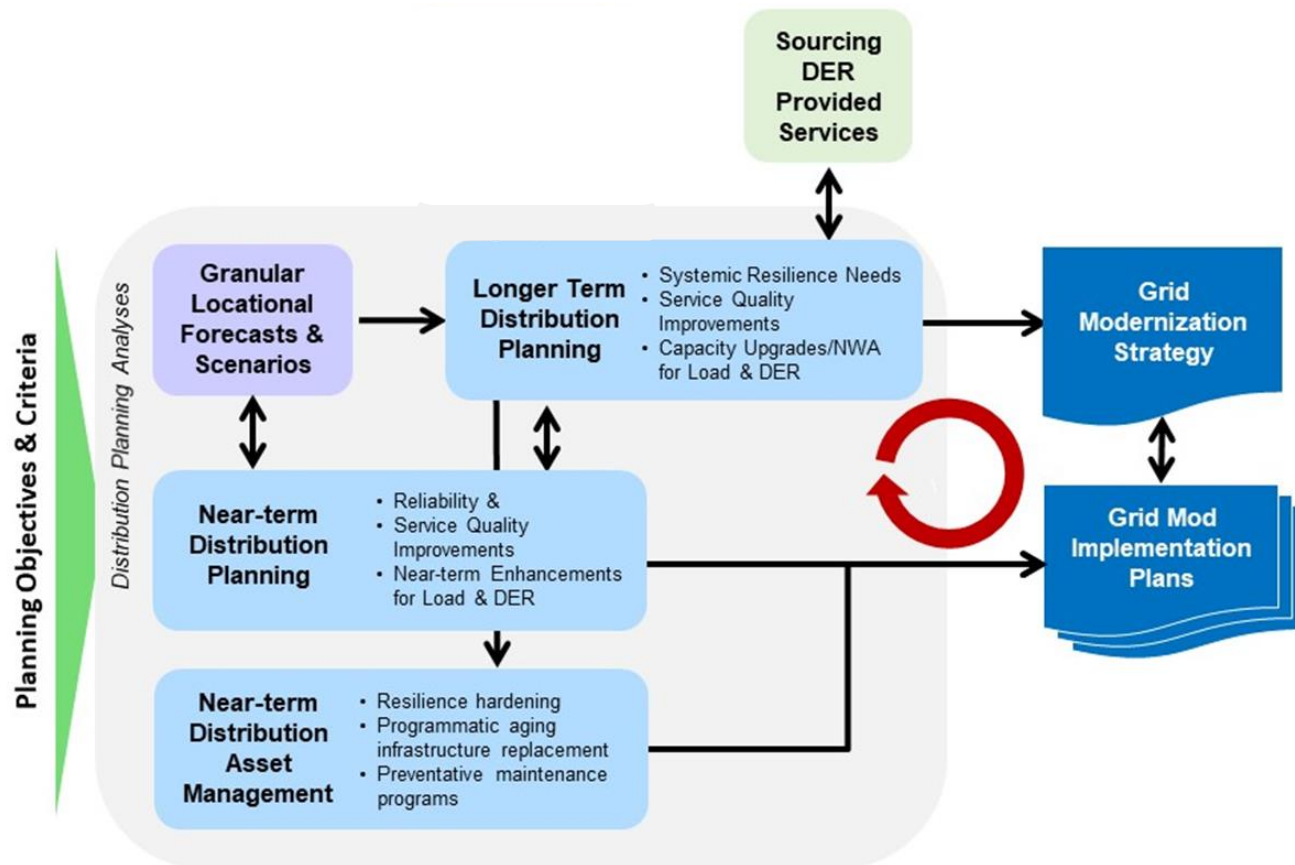 Sourcing
DER
Provided
Services
Planning Objectives & Criteria
Distribution Planning Analyses
Granular
Locational
Forecasts &
Scenarios
Longer Term
Distribution
Planning
• Systemic Resilience Needs
• Service Quality
Improvements
• Capacity Upgrades/NWA
for Load & DER
Grid
Modernization
Strategy
Near-term
Distribution
Planning
• Reliability &
• Service Quality
Improvements
• Near-term Enhancements
for Load & DER
Grid Mod
Implementation
Plans
Near-term
Distribution
Asset
Management
• Resilience hardening
• Programmatic aging
infrastructure replacement
• Preventative maintenance
programs